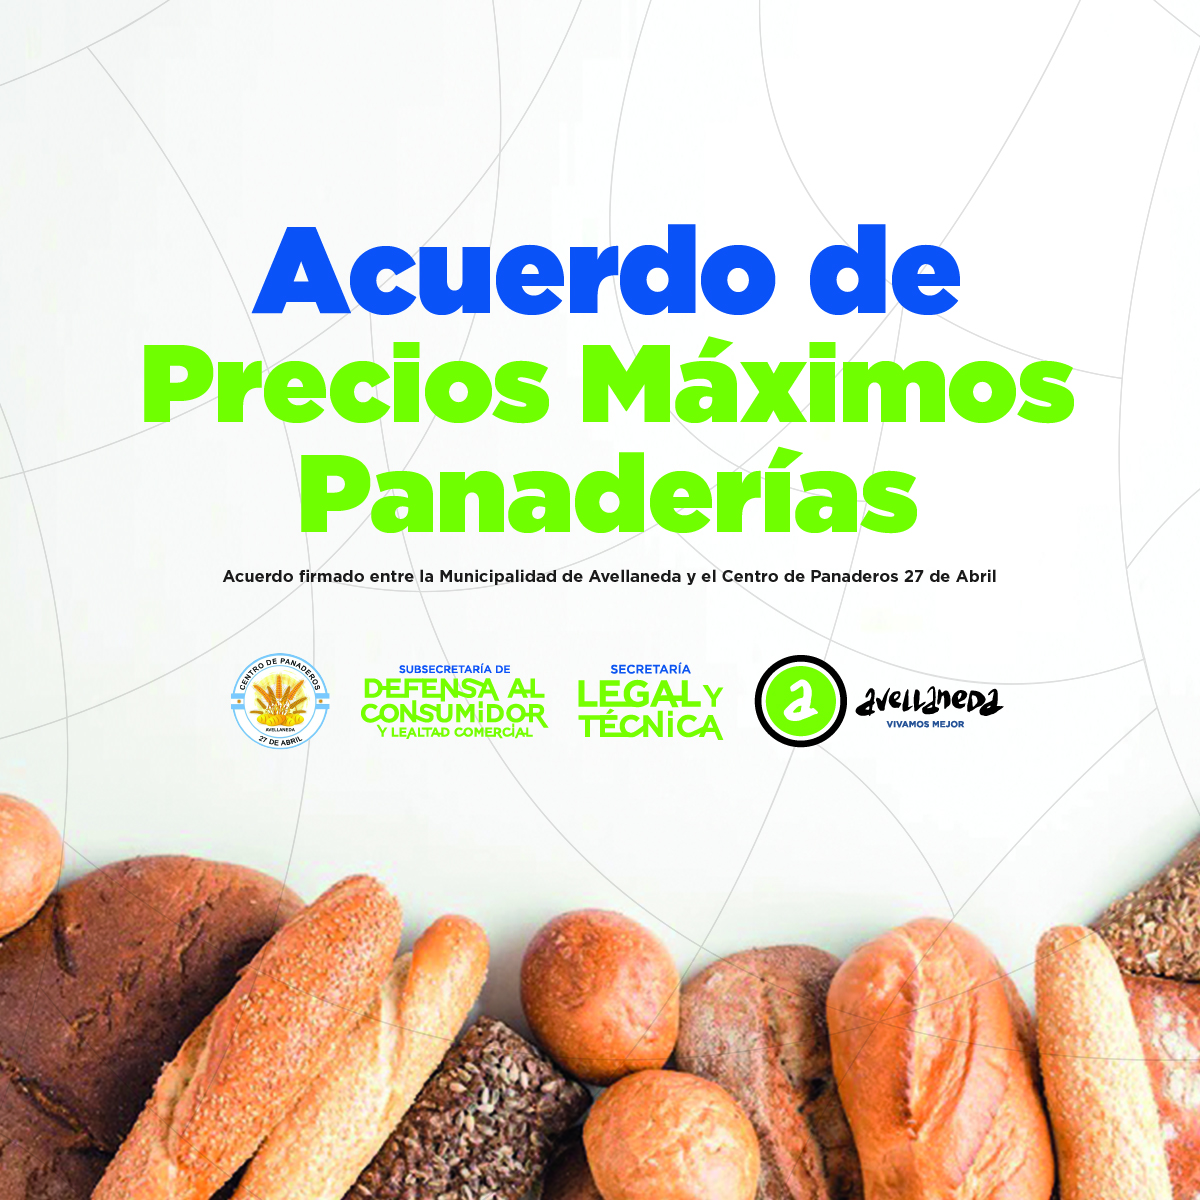 Acuerdo de
Precios Máximos
Panaderías
Acuerdo firmado entre la Municipalidad de Avellaneda y el Centro de Panaderos 27 de Abril
CENTRO DE PANADEROS
AVELLANEDA
27 DE ABRIL
SUBSECRETARÍA DE
DEFENSA AL
CONSUMIDOR
Y LEALTAD COMERCIAL
SECRETARÍA
LEGAL Y
TÉCNICA
a
avellaneda
VIVAMOS MEJOR